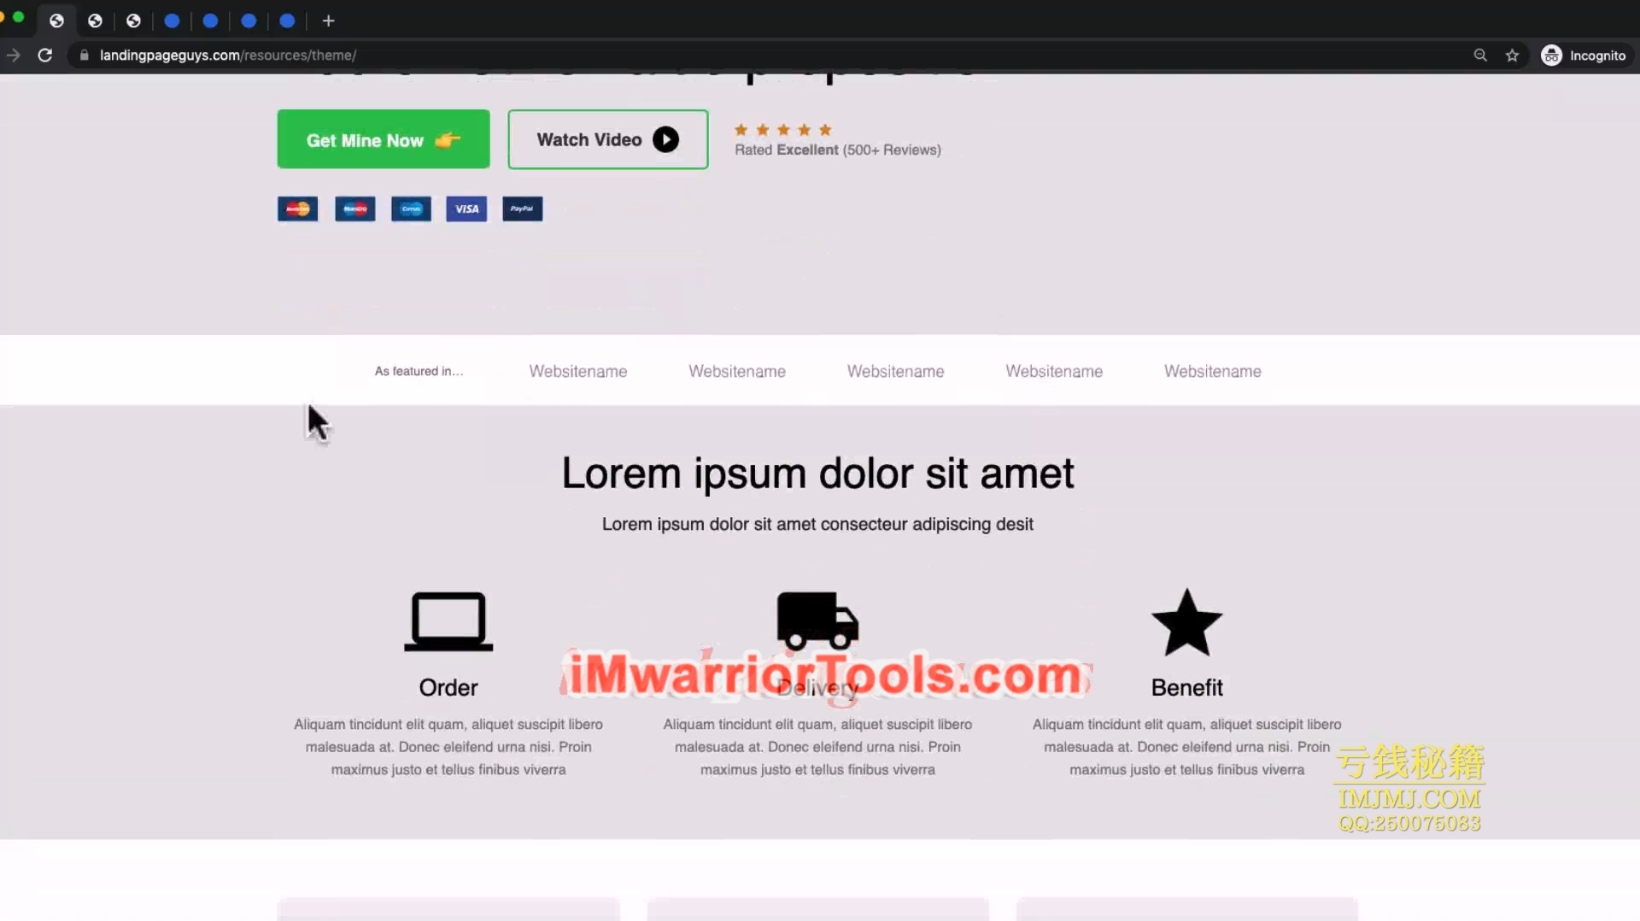 landingpageguys.com/resources/theme/
Incognito
Get Mine Now
Watch Video
Rated Excellent (500+ Reviews)
VISA
PayPal
As featured in...
Websitename
Websitename
Websitename
Websitename
Websitename
Lorem ipsum dolor sit amet
Lorem ipsum dolor sit amet consecteur adipiscing desit
Order
Aliquam tincidunt elit quam, aliquet suscipit libero
malesuada at. Donec eleifend urna nisi. Proin
maximus justo et tellus finibus viverra
iMwarriorTools.com
Delivery
Aliquam tincidunt elit quam, aliquet suscipit libero
malesuada at. Donec eleifend urna nisi. Proin
maximus justo et tellus finibus viverra
Benefit
Aliquam tincidunt elit quam, aliquet suscipit libero
malesuada at. Donec eleifend urna nisi. Proin
maximus justo et tellus finibus viverra
亏钱秘籍
IMJMJ.COM
QQ:250075083